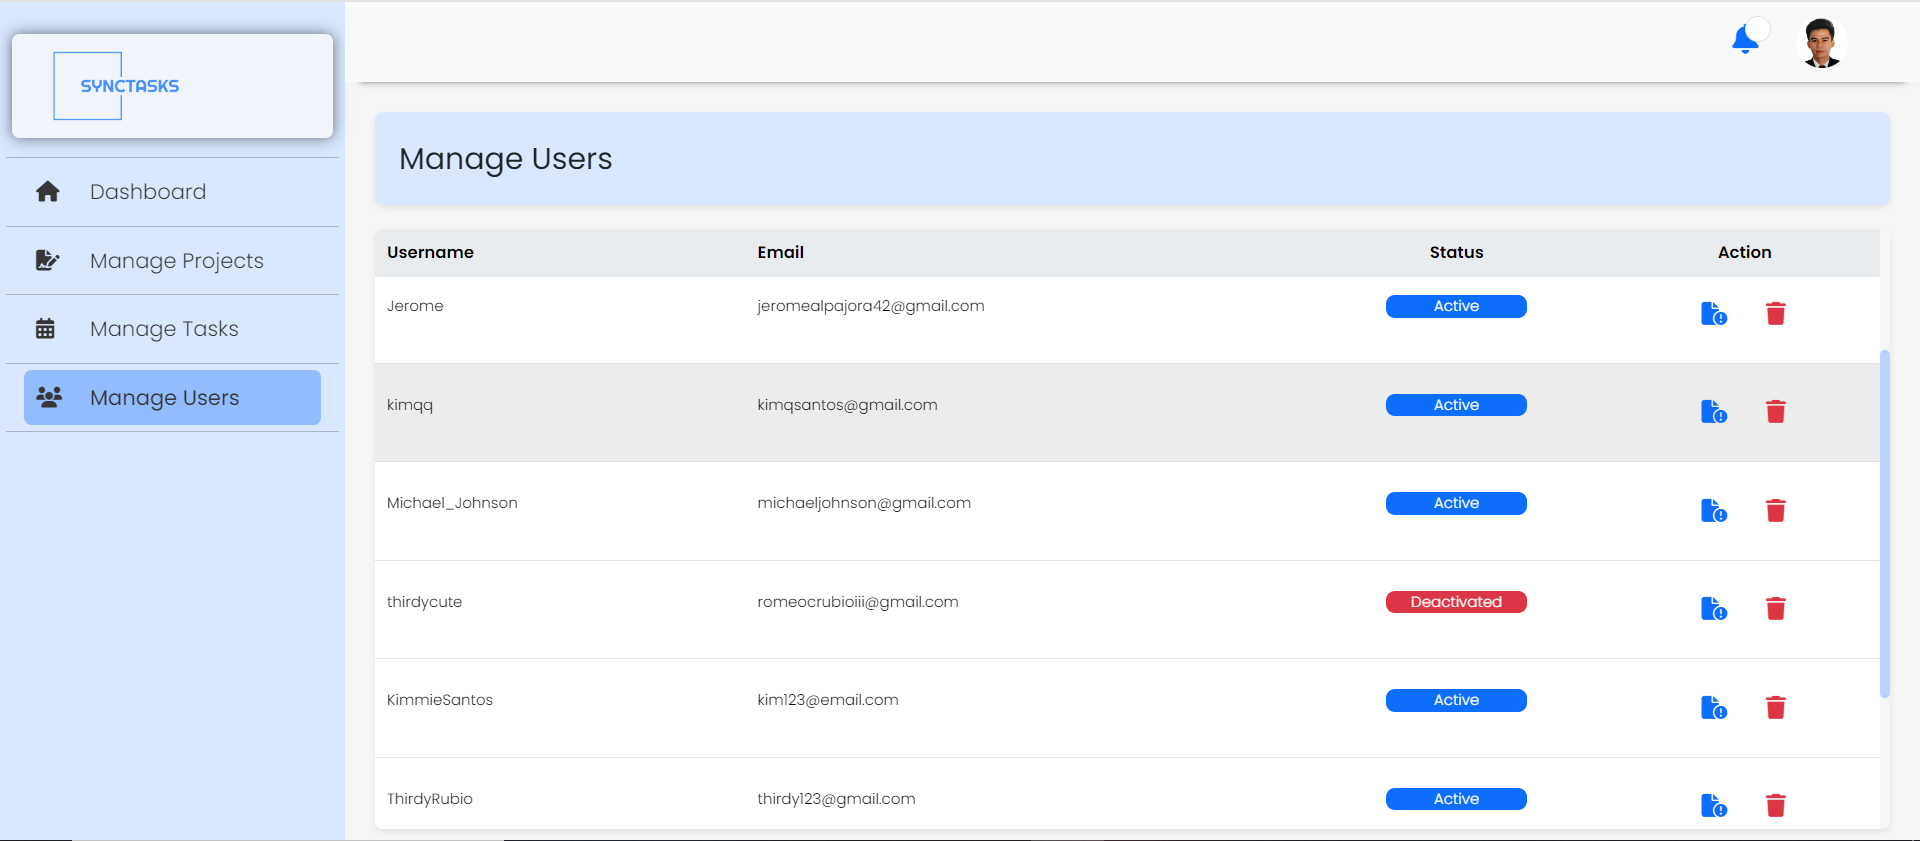 SYNCTASKS
Dashboard
Manage Projects
Manage Tasks
Manage Users
Manage Users
Username Email Status Action
Jerome jeromealpajora42@gmail.com Active
kimqq kimqsantos@gmail.com Active
Michael_Johnson michaeljohnson@gmail.com Active
thirdycute romeocrubioiii@gmail.com Deactivated
KimmieSantos kim123@email.com Active
ThirdyRubio thirdy123@gmail.com Active